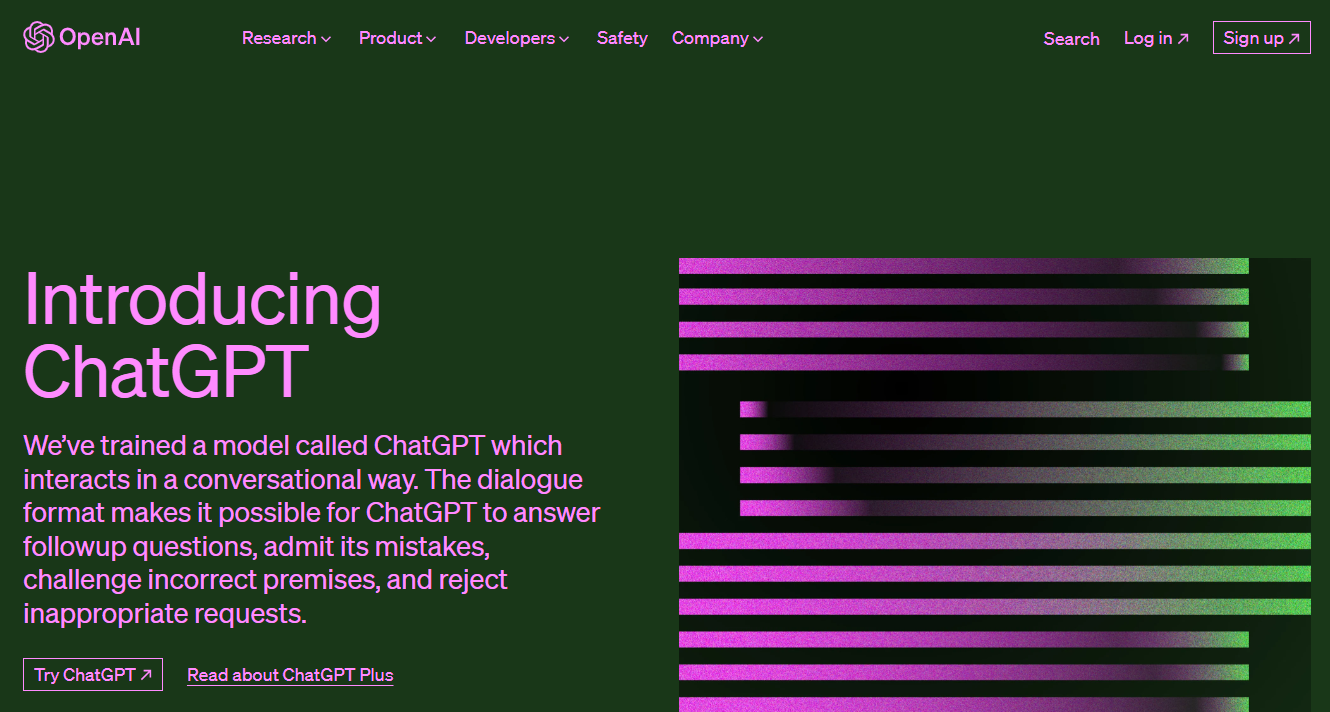 OpenAI
Research
Product
Developers
Safety
Company
Search
Log in
Sign up
Introducing
ChatGPT
We’ve trained a model called ChatGPT which
interacts in a conversational way. The dialogue
format makes it possible for ChatGPT to answer
followup questions, admit its mistakes,
challenge incorrect premises, and reject
inappropriate requests.
Try ChatGPT
Read about ChatGPT Plus